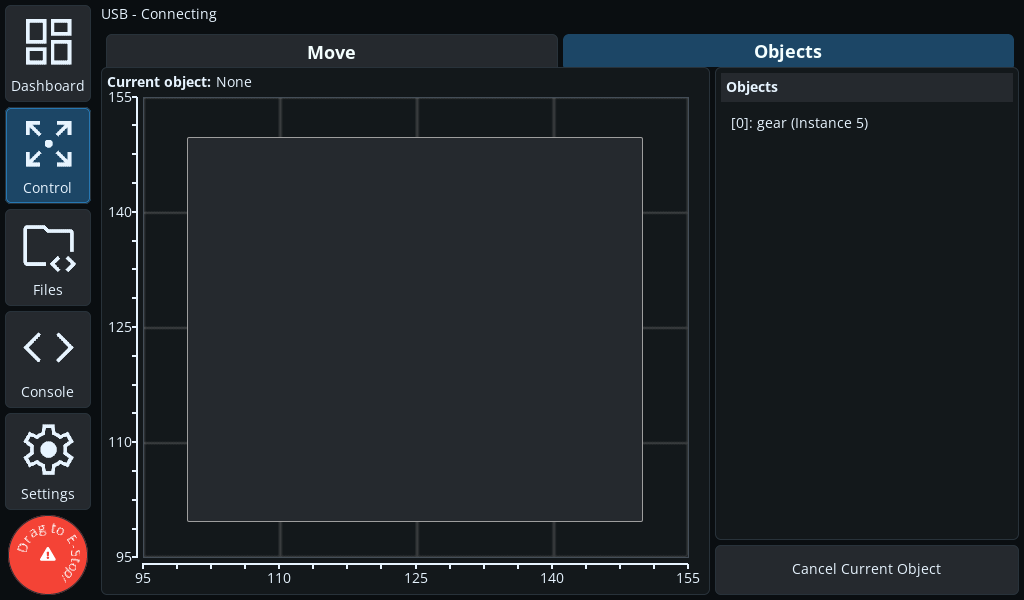 USB - Connecting
Dashboard
Control
Files
Console
Settings
Drag to E-Stop!
Move
Objects
Current object: None
155
140
125
110
95
95
110
125
140
155
Objects
[0]: gear (Instance 5)
Cancel Current Object